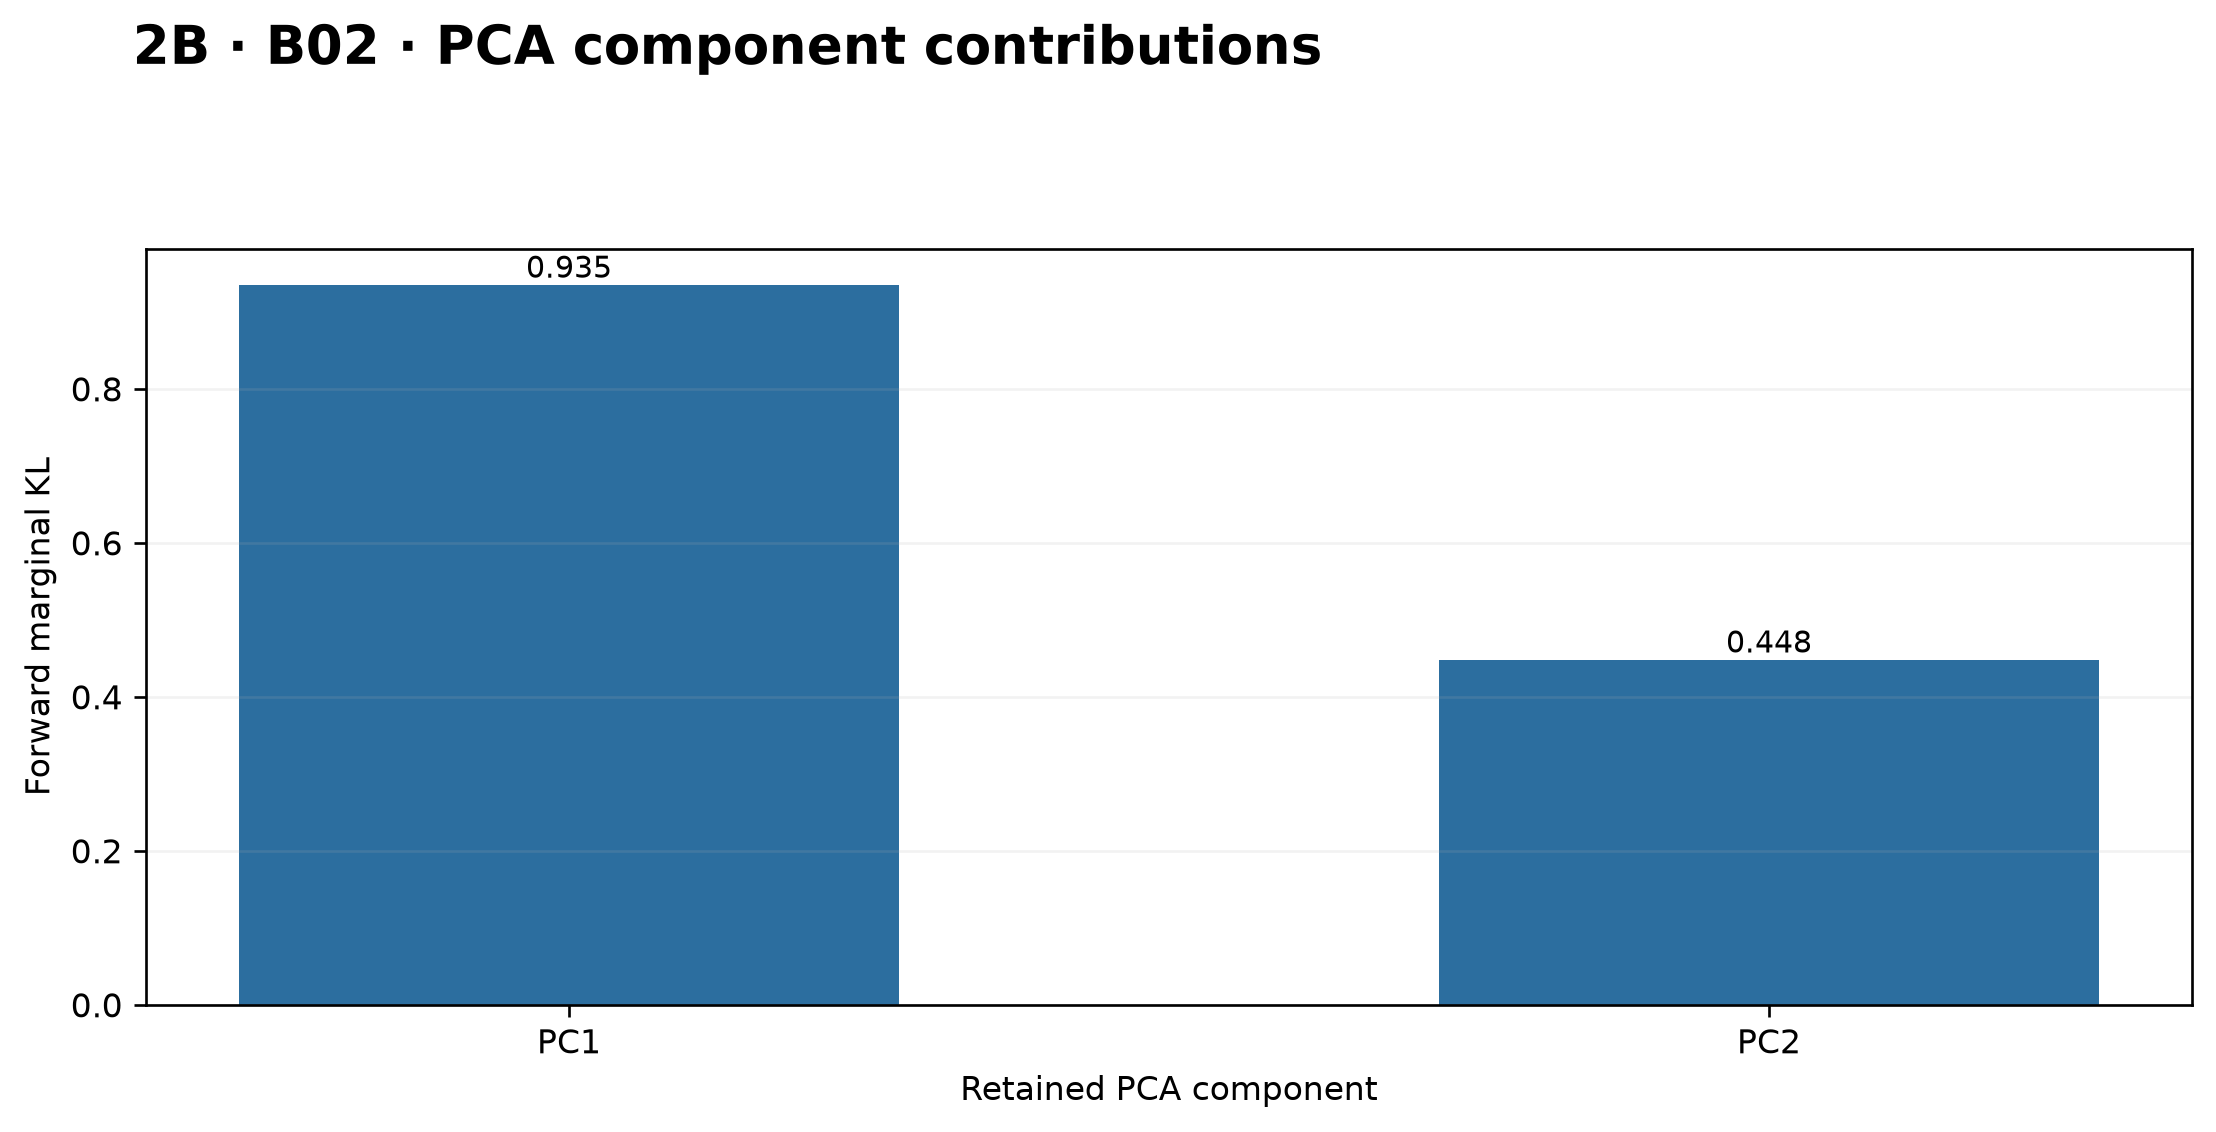 2B · B02 · PCA component contributions
0.935
0.448
0.8
0.6
0.4
0.2
0.0
Forward marginal KL
PC1
PC2
Retained PCA component